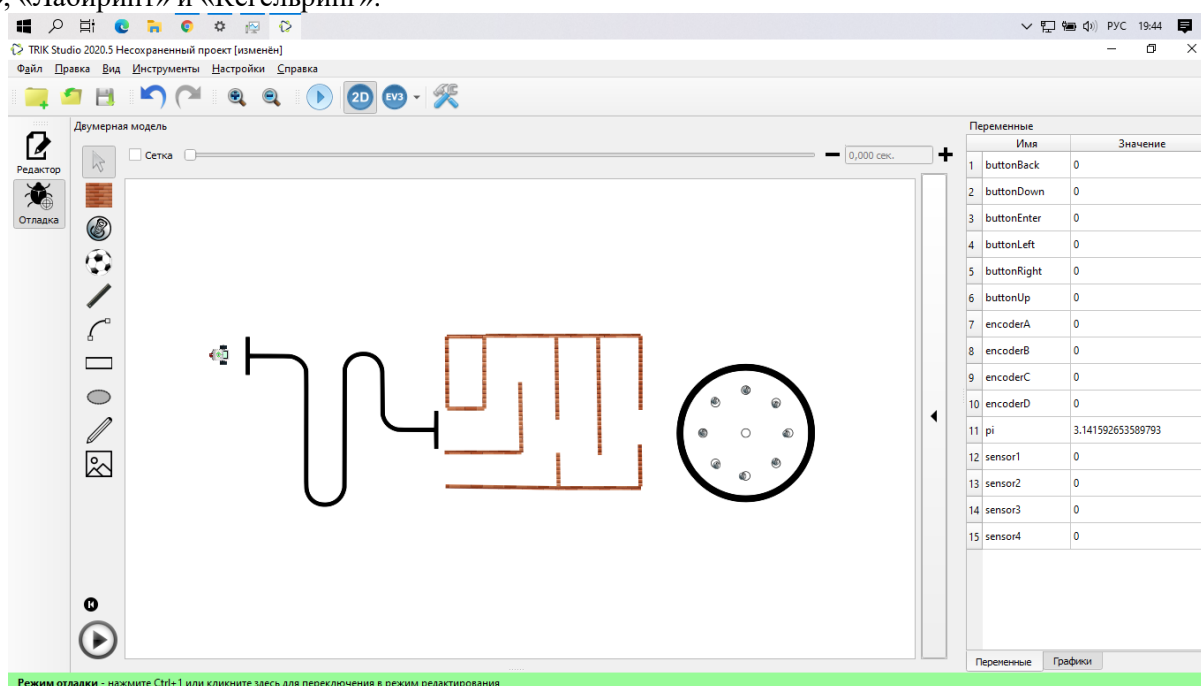 , «Лабиринт» и «Кегельринг».
РУС 19:44
TRIK Studio 2020.5 Несохраненный проект [изменён]
Файл Правка Вид Инструменты Настройки Справка
2D EV3
Редактор
Отладка
Двумерная модель
Сетка 0,000 сек.
Переменные
Имя Значение
1 buttonBack 0
2 buttonDown 0
3 buttonEnter 0
4 buttonLeft 0
5 buttonRight 0
6 buttonUp 0
7 encoderA 0
8 encoderB 0
9 encoderC 0
10 encoderD 0
11 pi 3.141592653589793
12 sensor1 0
13 sensor2 0
14 sensor3 0
15 sensor4 0
Переменные Графики
Режим отладки - нажмите Ctrl+1 или кликните здесь для переключения в режим редактирования